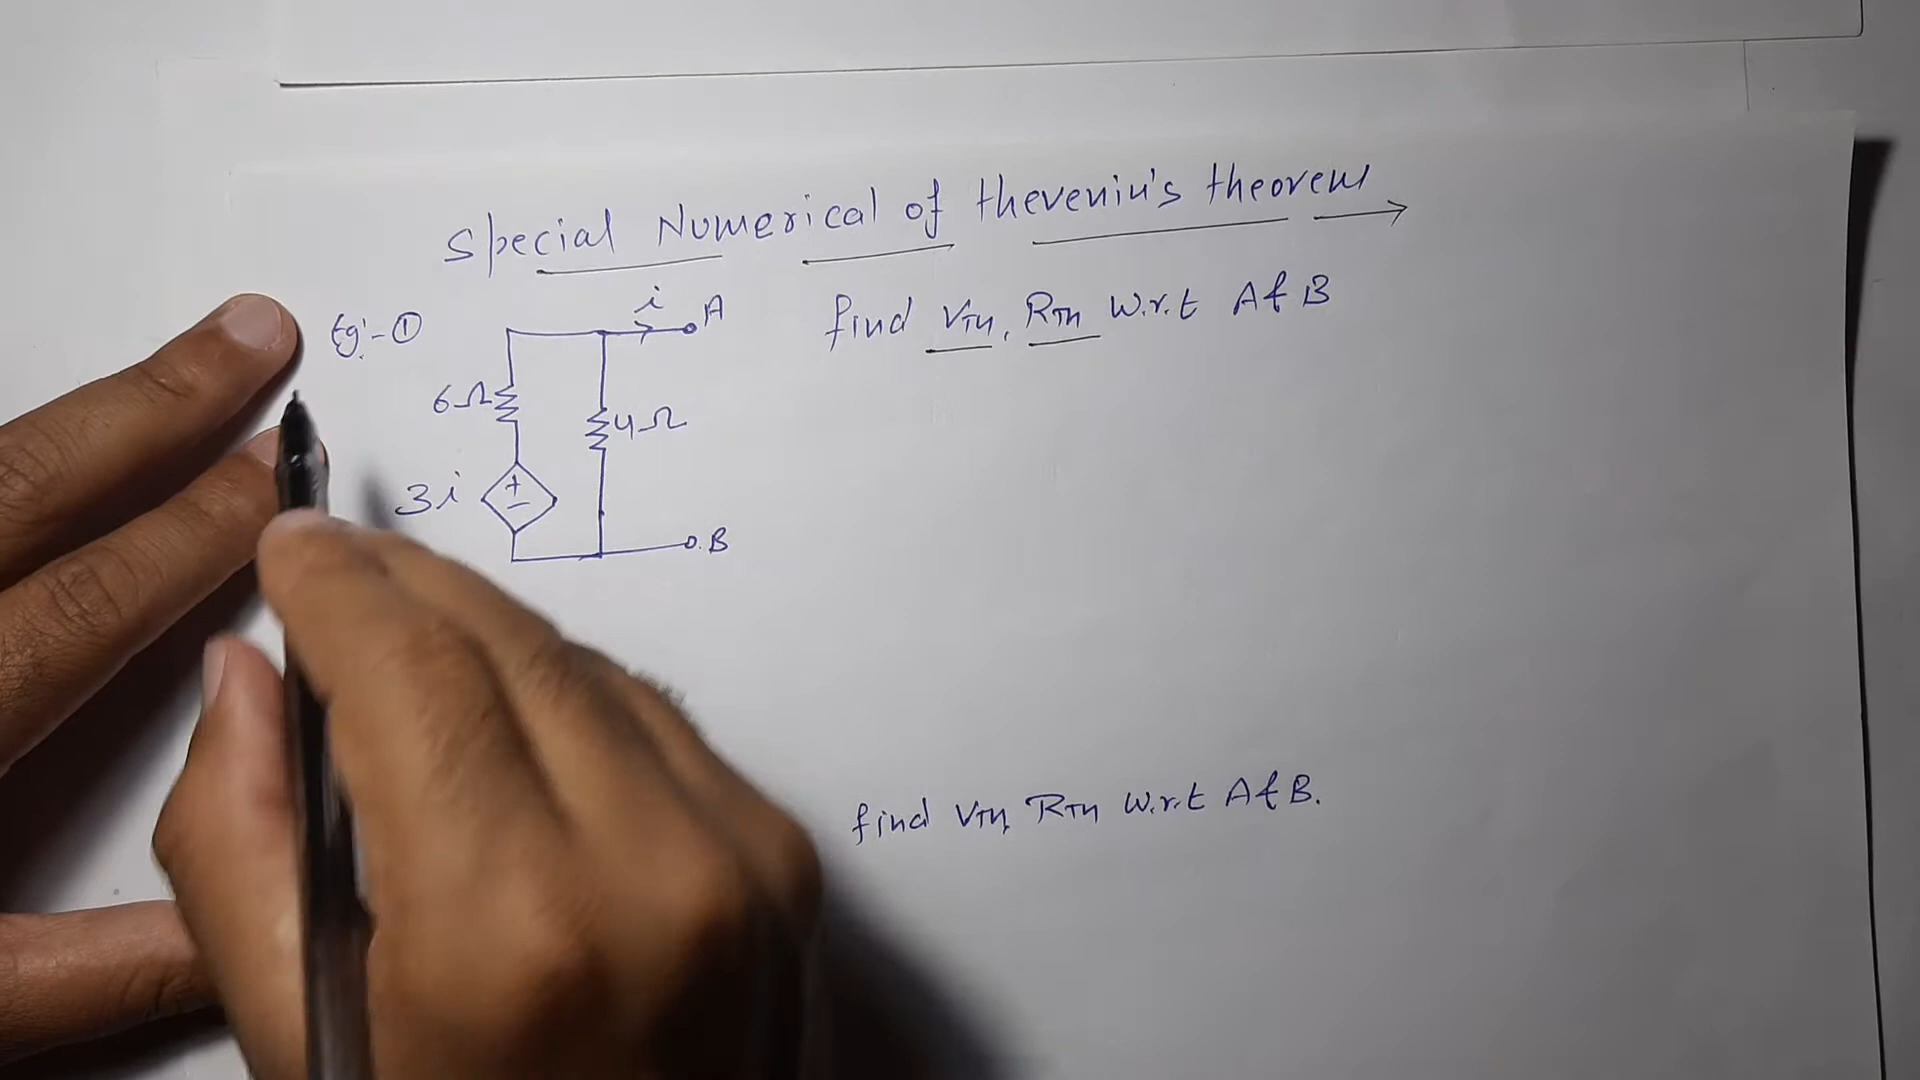 Special Numerical of thevenin's theorem
Eg:- ①
i
A
find VTH, RTH w.r.t A & B
6Ω
4Ω
3i
+
-
B
find VTH, RTH w.r.t A & B.